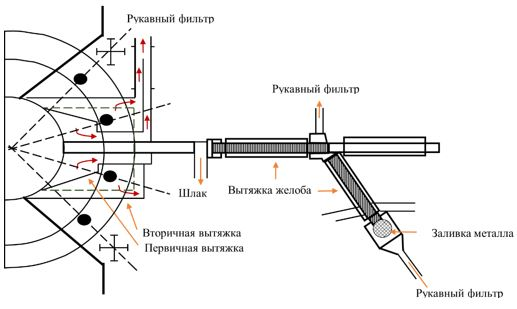 Рукавный фильтр
Рукавный фильтр
Шлак
Вытяжка желоба
Вторичная вытяжка
Первичная вытяжка
Заливка металла
Рукавный фильтр